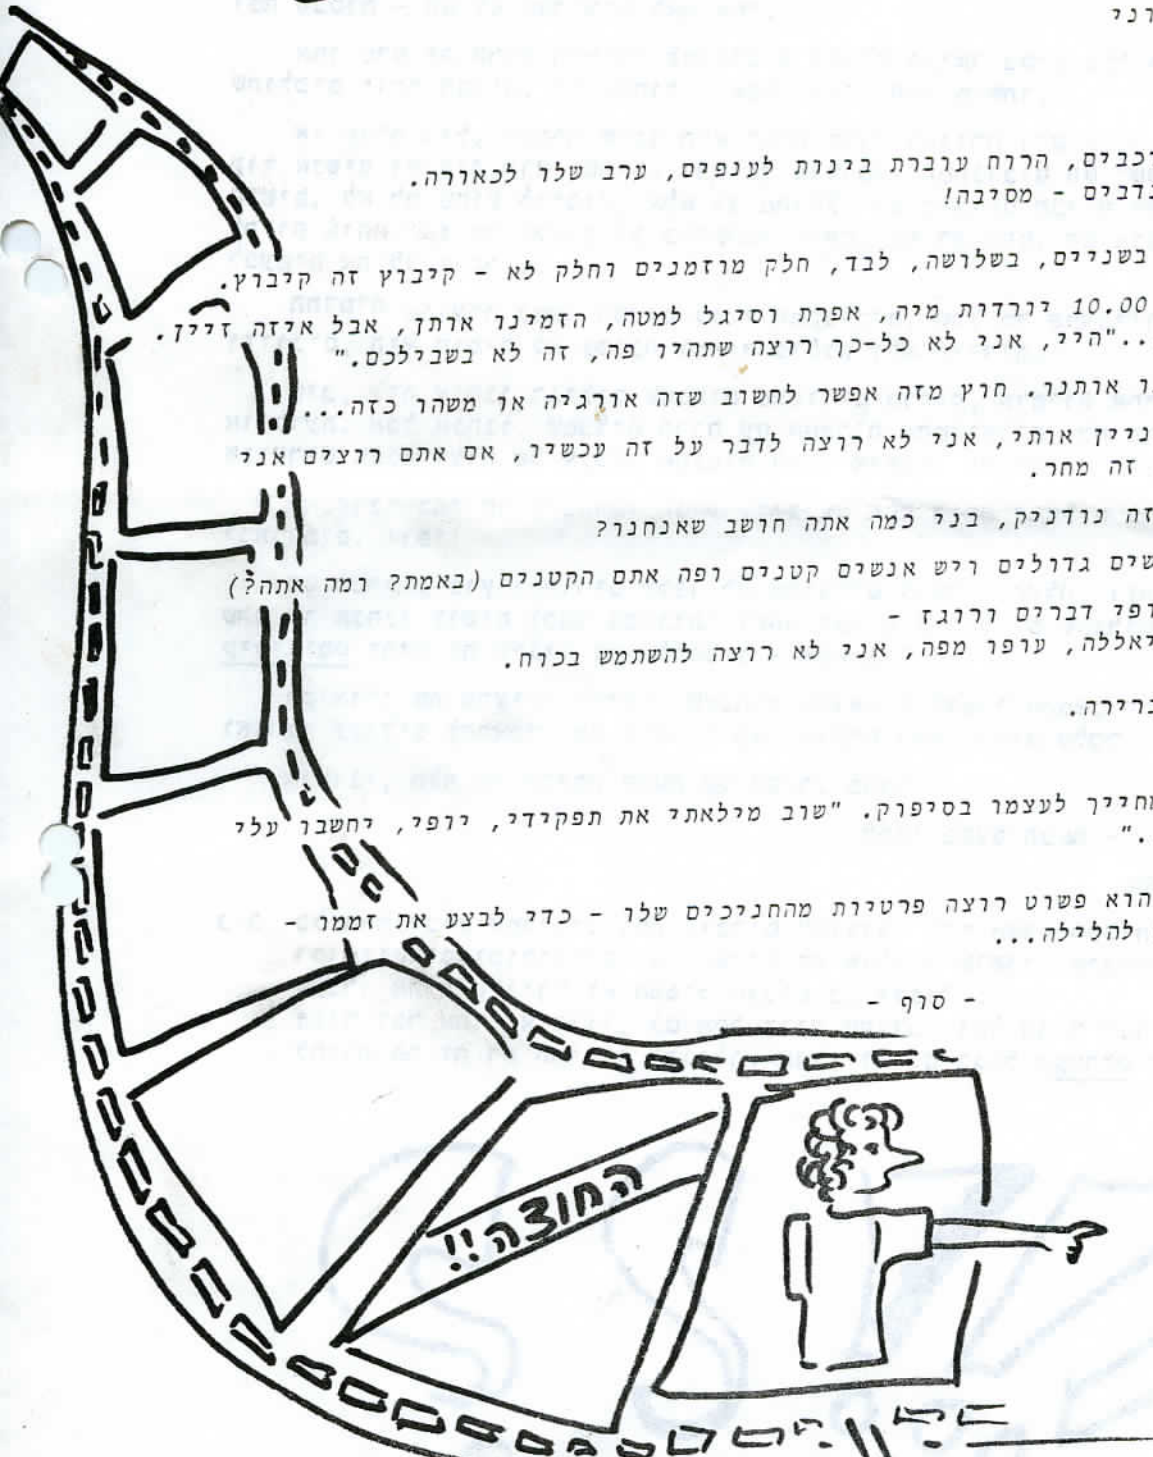 רכבים, הרוח עוברת בינות לענפים, ערב שלו לכאורה.
נדבים - מסיבה!
בשניים, בשלושה, לבד, חלק מוזמנים וחלק לא - קיבוץ זה קיבוץ.
10.00 יורדות מיה, אפרת וסיגל למטה, הזמינו אותן, אבל איזה זיין.
.. "היי, אני לא כל-כך רוצה שתהיו פה, זה לא בשבילכם."
ו אותנו. חוץ מזה אפשר לחשוב שזה אורגיה או משהו כזה...
ניין אותי, אני לא רוצה לדבר על זה עכשיו. אם אתם רוצים אני
זה מחר.
זה נודניק, בני כמה אתה חושב שאנחנו?
שים גדולים ויש אנשים קטנים ופה אתם הקטנים (באמת? ומה אתה?)
דפי דברים ורוגז -
יאללה, עופו מפה, אני לא רוצה להשתמש בכוח.
ברירה.
מחייך לעצמו בסיפוק. "שוב מילאתי את תפקידי, יופי, יחשבו עלי
."
הוא פשוט רוצה פרטיות מהחניכים שלו - כדי לבצע את זממו -
להלילה...
- סוף -
החוצה!!